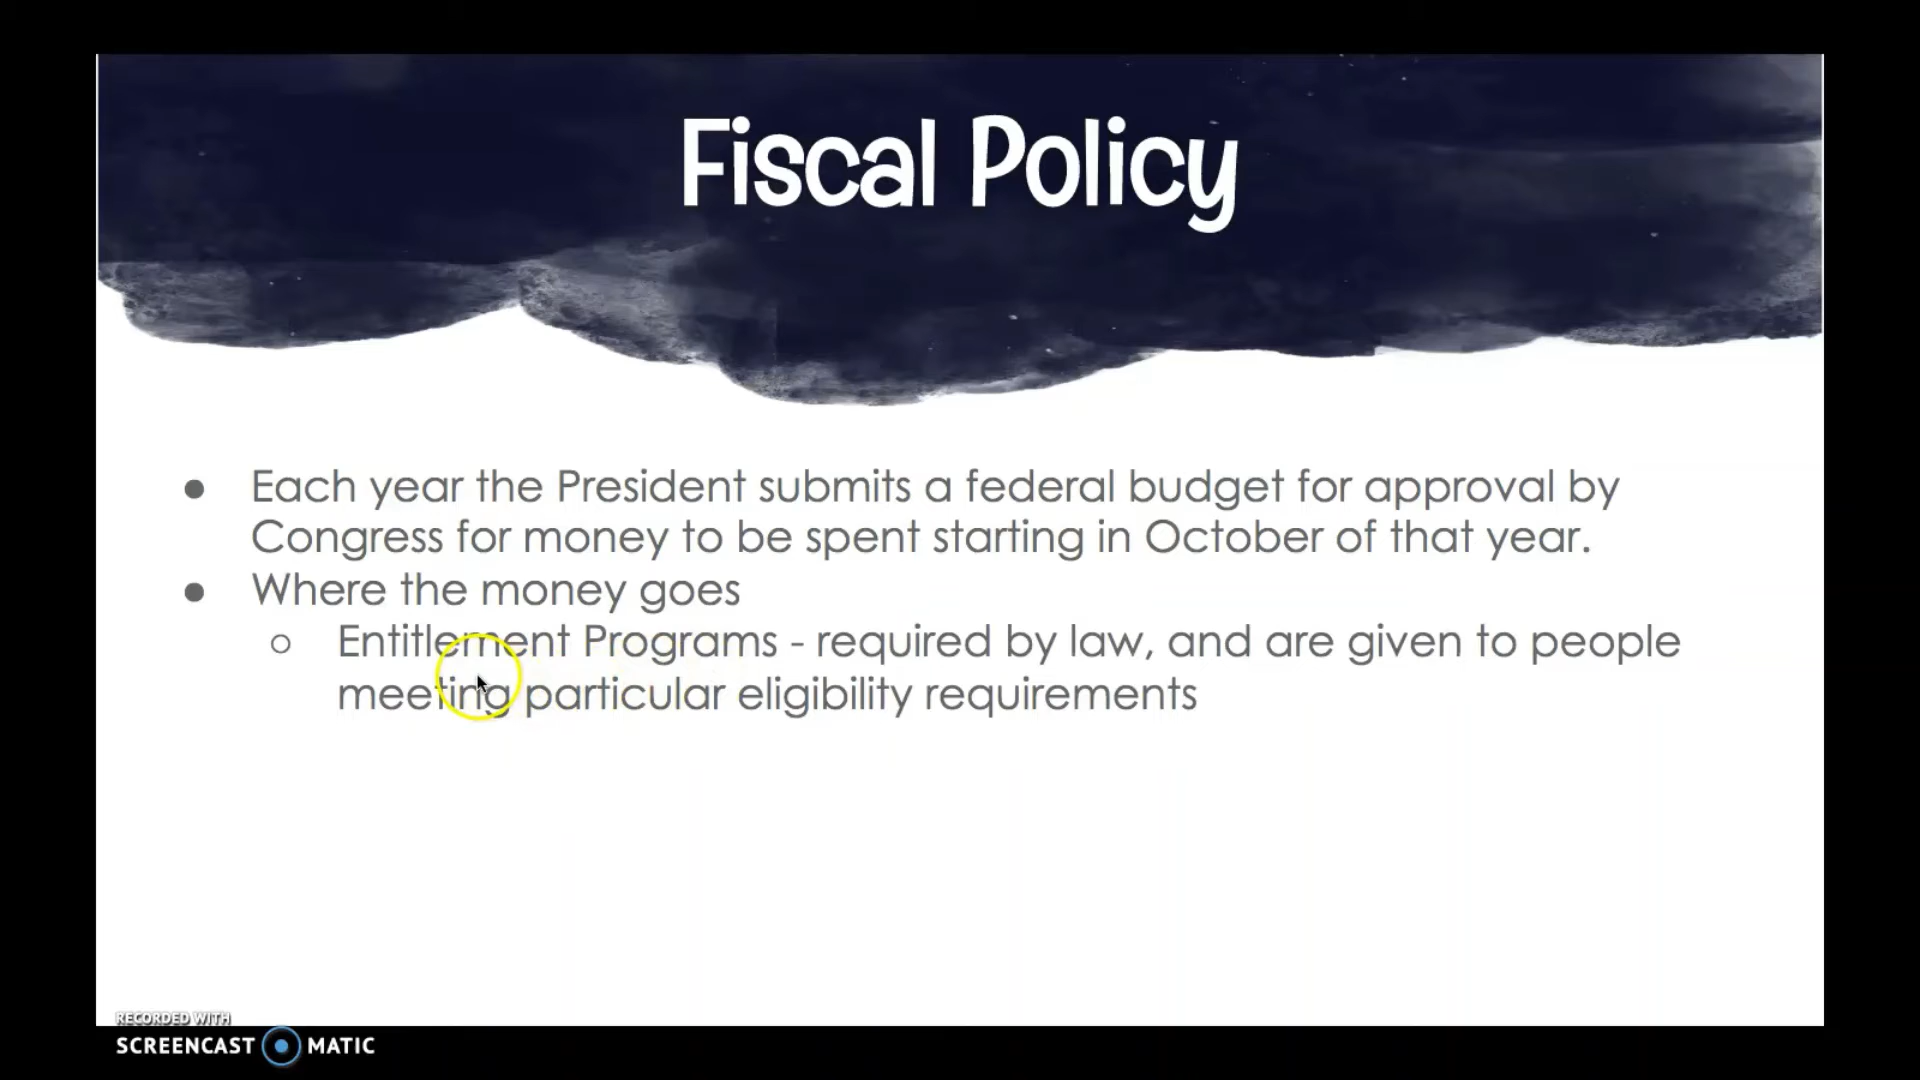 Fiscal Policy
● Each year the President submits a federal budget for approval by
Congress for money to be spent starting in October of that year.
● Where the money goes
○ Entitlement Programs - required by law, and are given to people
meeting particular eligibility requirements
RECORDED WITH
SCREENCAST MATIC